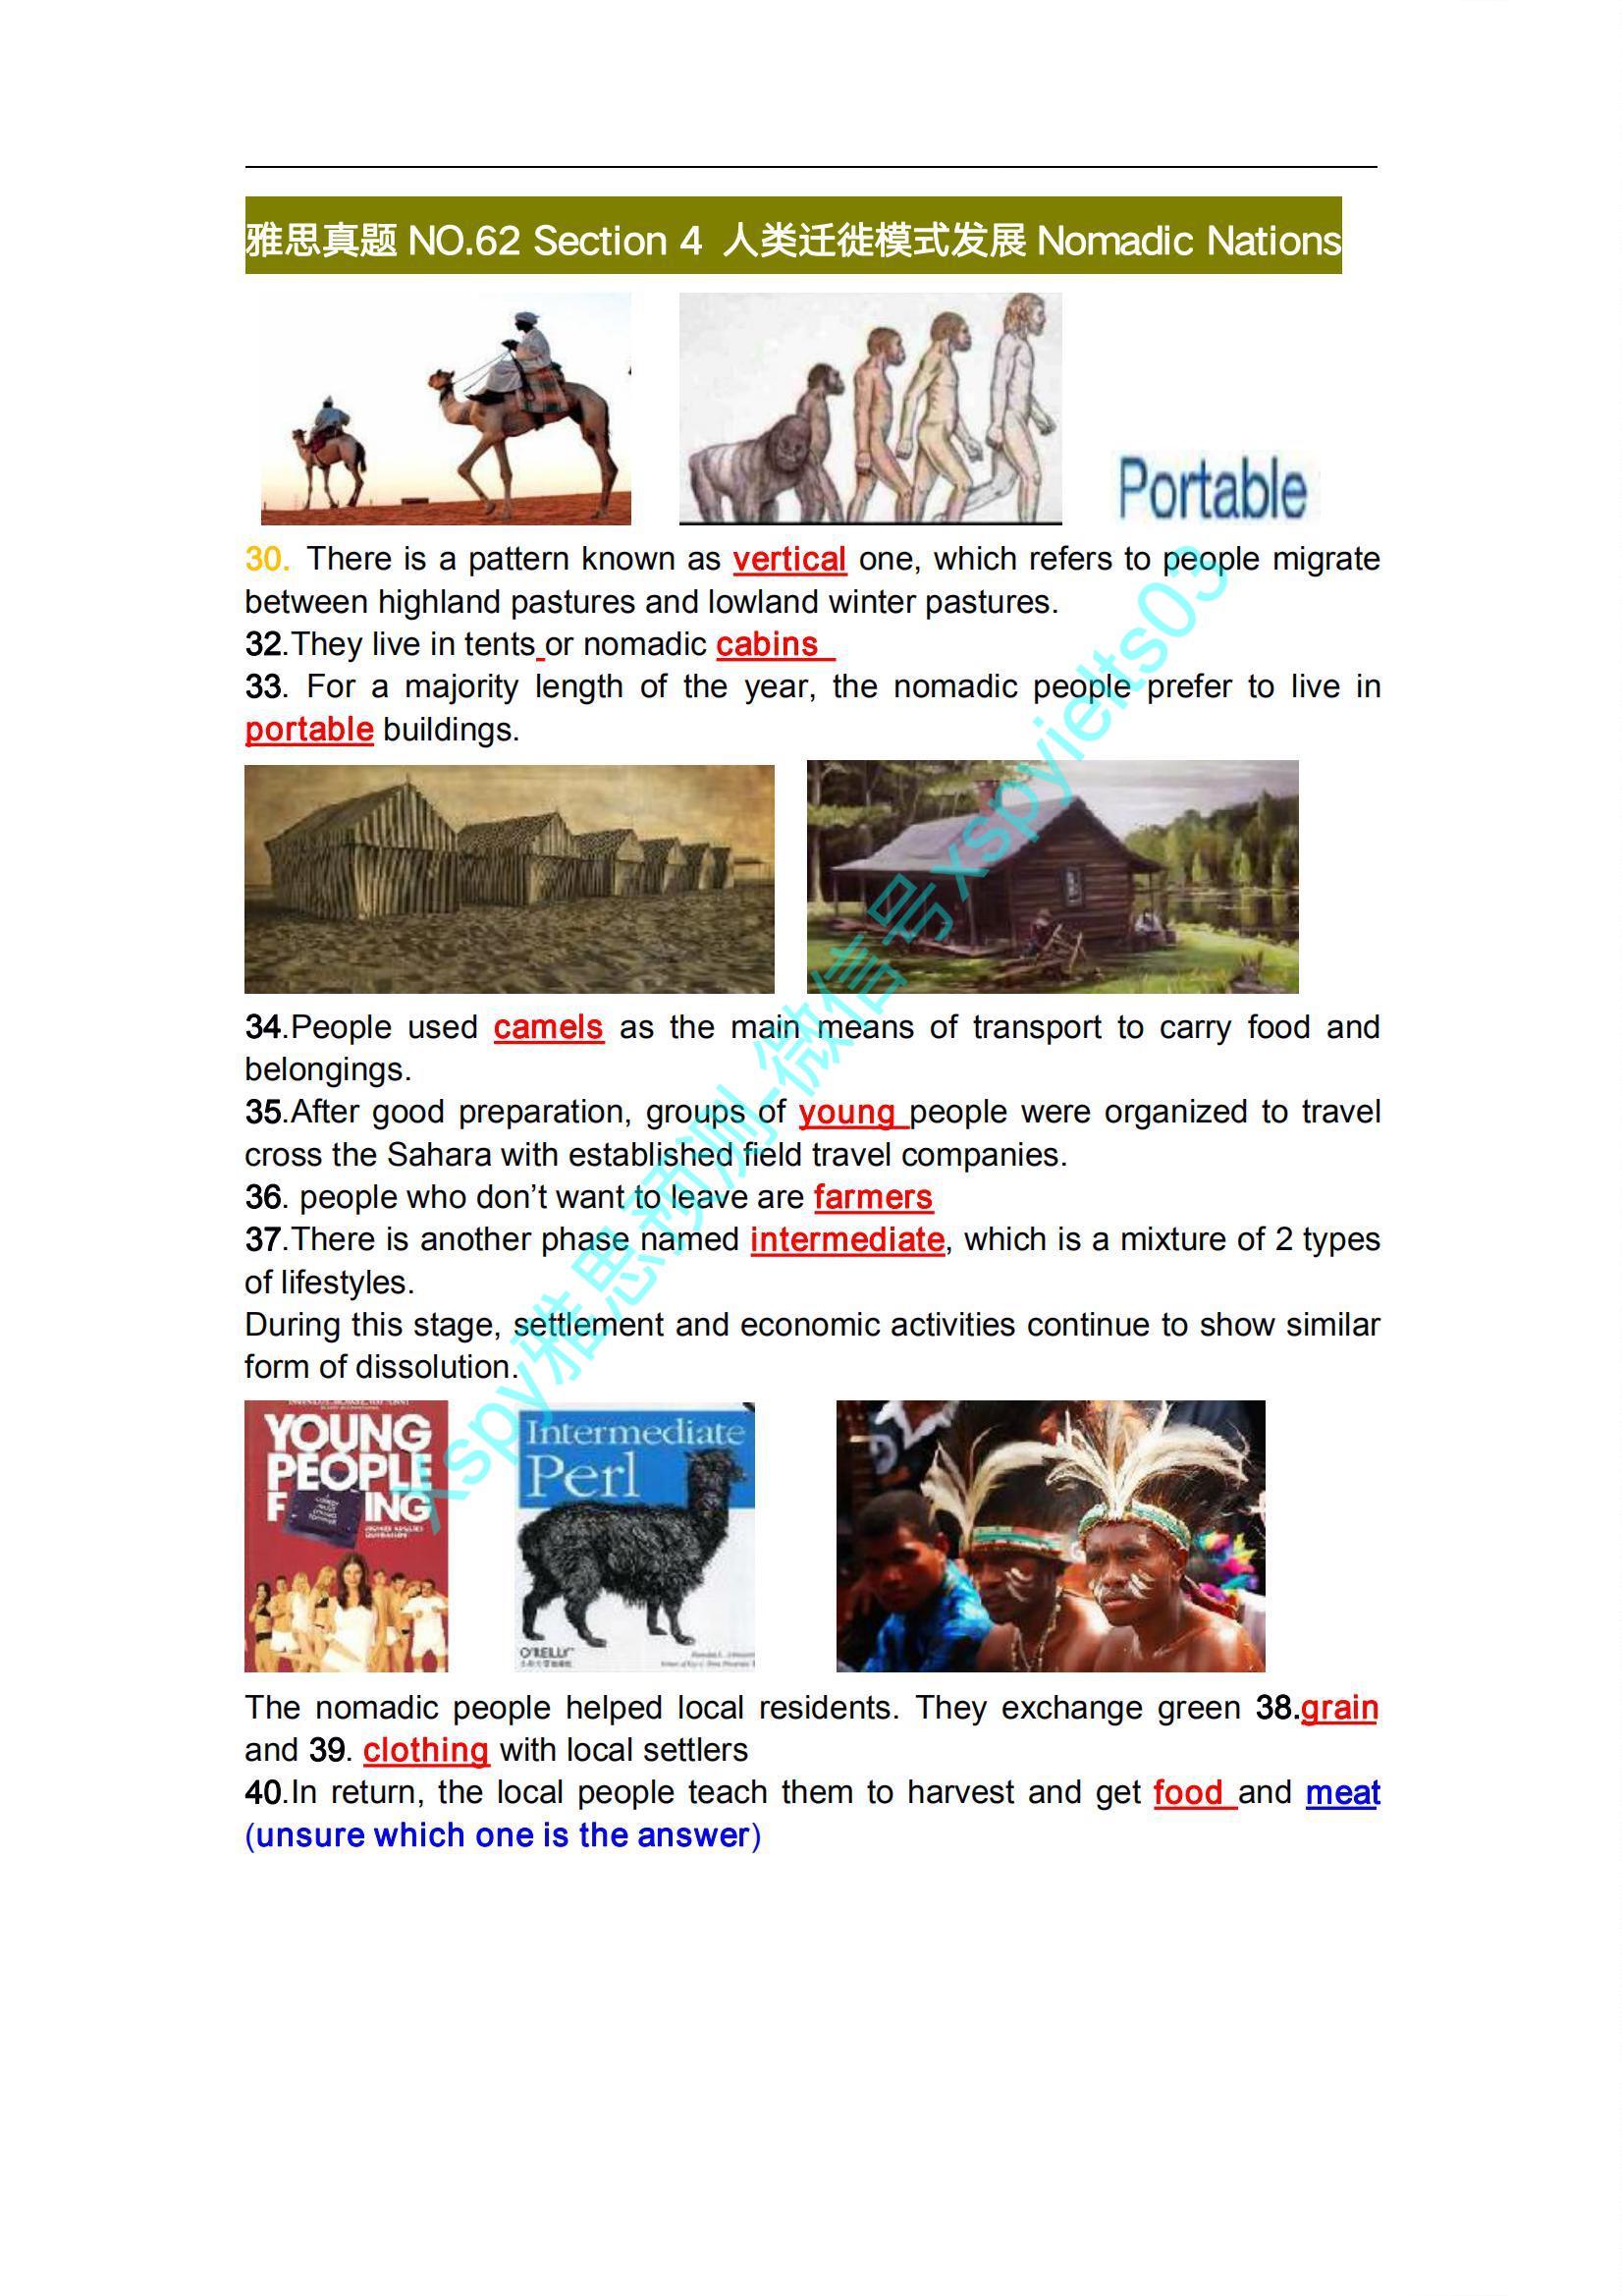 雅思真题 NO.62 Section 4 人类迁徙模式发展 Nomadic Nations
Portable
30. There is a pattern known as vertical one, which refers to people migrate
between highland pastures and lowland winter pastures.
32.They live in tents or nomadic cabins
33. For a majority length of the year, the nomadic people prefer to live in
portable buildings.
34.People used camels as the main means of transport to carry food and
belongings.
35.After good preparation, groups of young people were organized to travel
cross the Sahara with established field travel companies.
36. people who don't want to leave are farmers
37.There is another phase named intermediate, which is a mixture of 2 types
of lifestyles.
During this stage, settlement and economic activities continue to show similar
form of dissolution.
YOUNG
PEOPLE
F ING
Intermediate
Perl
O'REILLY
The nomadic people helped local residents. They exchange green 38.grain
and 39. clothing with local settlers
40.In return, the local people teach them to harvest and get food and meat
(unsure which one is the answer)
xspy雅思预测-微信号xspyielts03